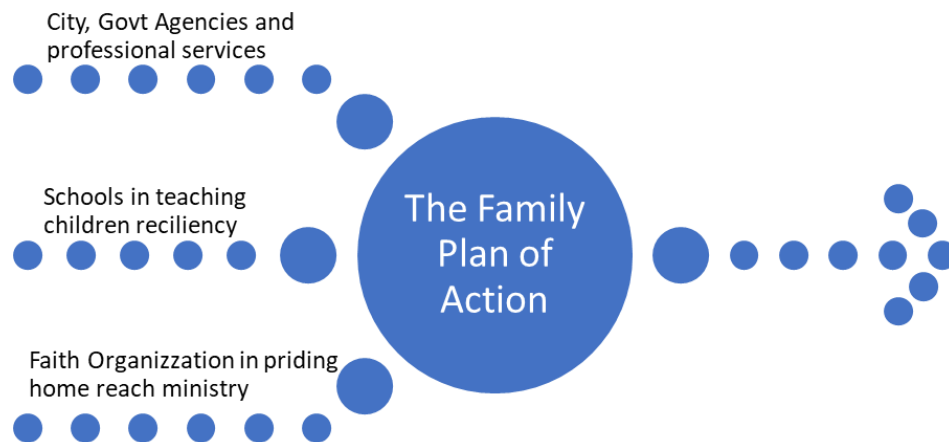 City, Govt Agencies and
professional services
Schools in teaching
children reciliency
The Family
Plan of
Action
Faith Organizzation in priding
home reach ministry